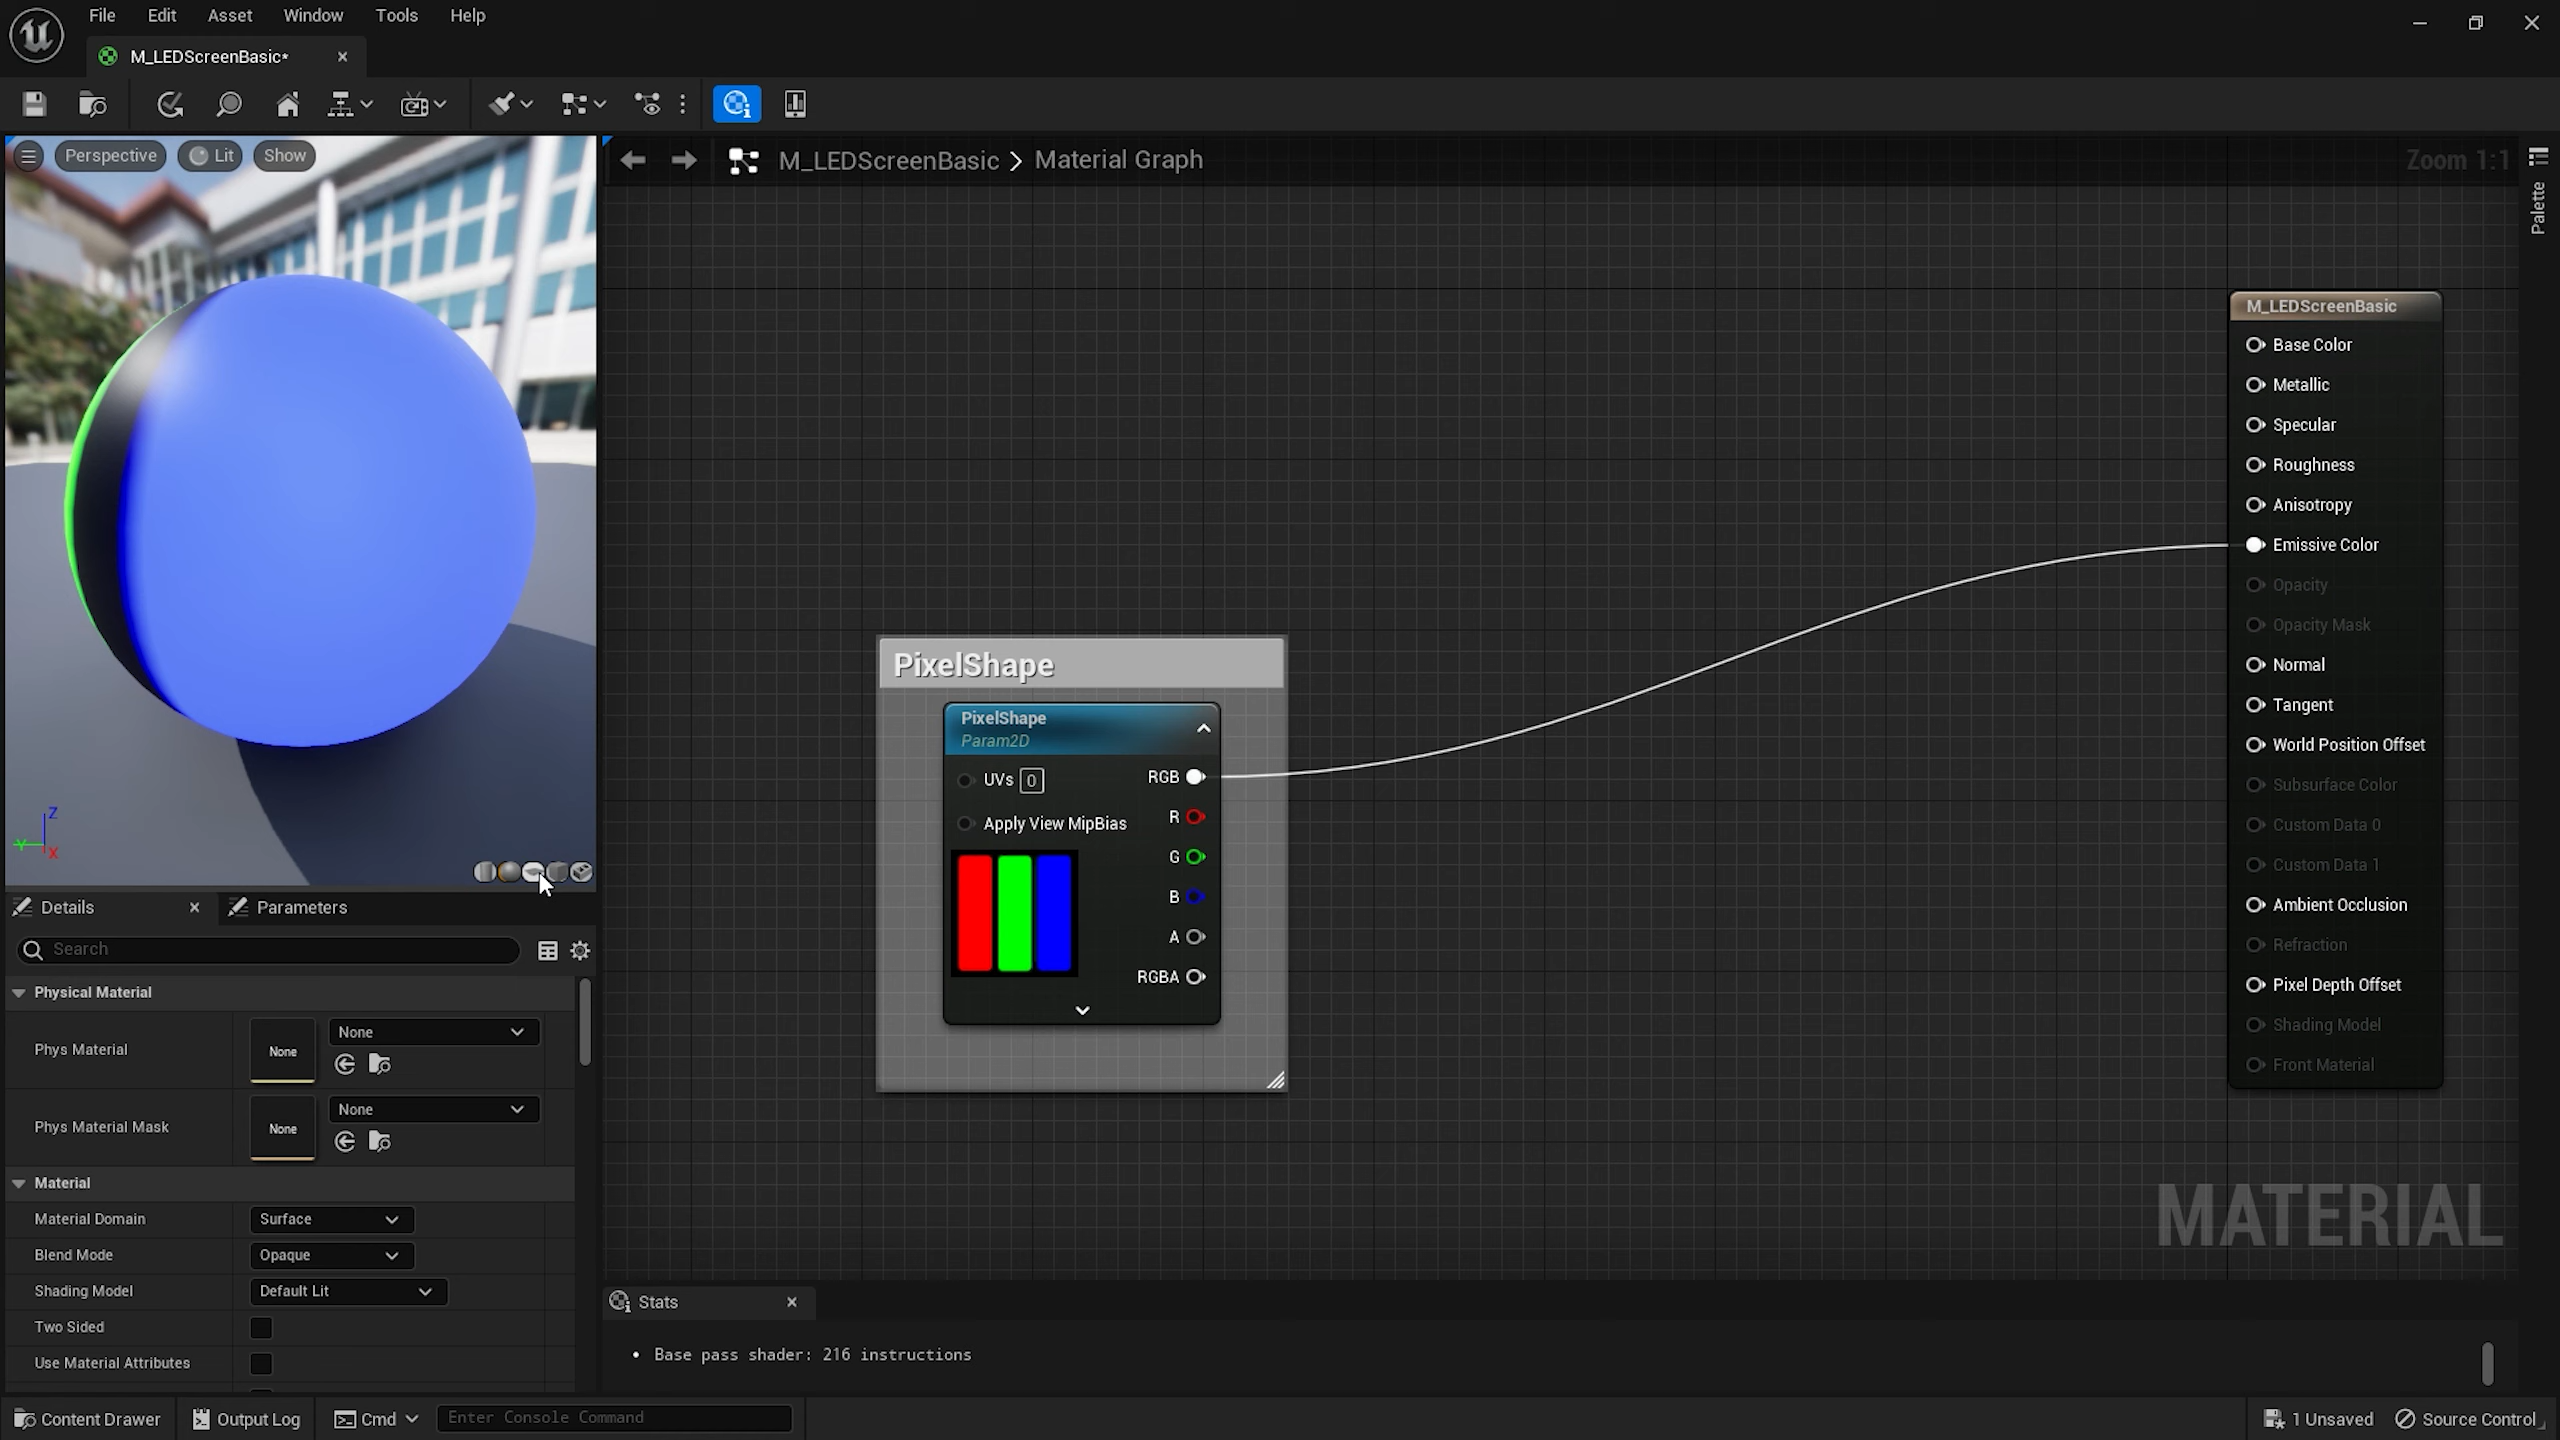 File Edit Asset Window Tools Help
M_LEDScreenBasic*
Perspective Lit Show
M_LEDScreenBasic > Material Graph
Zoom 1:1
Palette
M_LEDScreenBasic
Base Color
Metallic
Specular
Roughness
Anisotropy
Emissive Color
Opacity
Opacity Mask
Normal
Tangent
World Position Offset
Subsurface Color
Custom Data 0
Custom Data 1
Ambient Occlusion
Refraction
Pixel Depth Offset
Shading Model
Front Material
PixelShape
PixelShape
Param2D
UVs 0
RGB
Apply View MipBias
R
G
B
A
RGBA
Z
Y
X
Details Parameters
Search
Physical Material
Phys Material None None
Phys Material Mask None None
Material
Material Domain Surface
Blend Mode Opaque
Shading Model Default Lit
Two Sided
Use Material Attributes
MATERIAL
Stats
• Base pass shader: 216 instructions
Content Drawer Output Log Cmd Enter Console Command 1 Unsaved Source Control